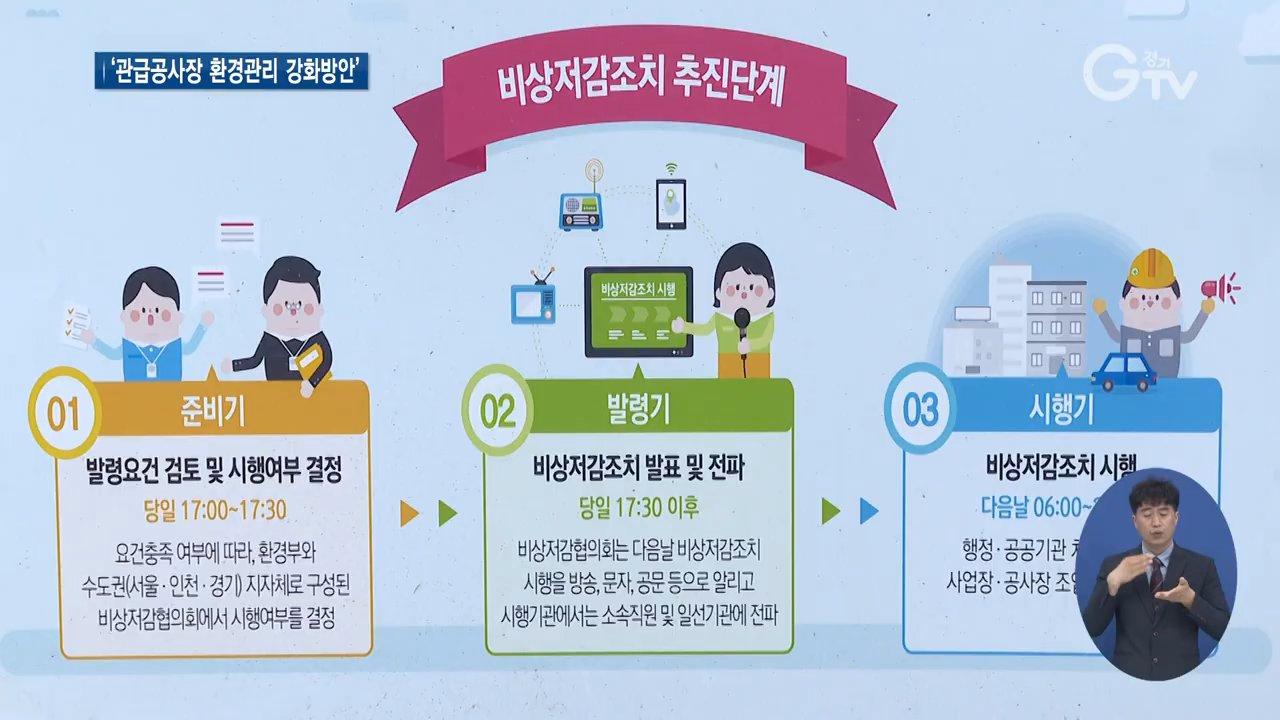 '관급공사장 환경관리 강화방안'
경기
GTV
비상저감조치 추진단계
비상저감조치 시행
01
준비기
발령요건 검토 및 시행여부 결정
당일 17:00~17:30
요건충족 여부에 따라, 환경부와
수도권(서울·인천·경기) 지자체로 구성된
비상저감협의회에서 시행여부를 결정
02
발령기
비상저감조치 발표 및 전파
당일 17:30 이후
비상저감협의회는 다음날 비상저감조치
시행을 방송, 문자, 공문 등으로 알리고
시행기관에서는 소속직원 및 일선기관에 전파
03
시행기
비상저감조치 시행
다음날 06:00~
행정·공공기관
사업장·공사장